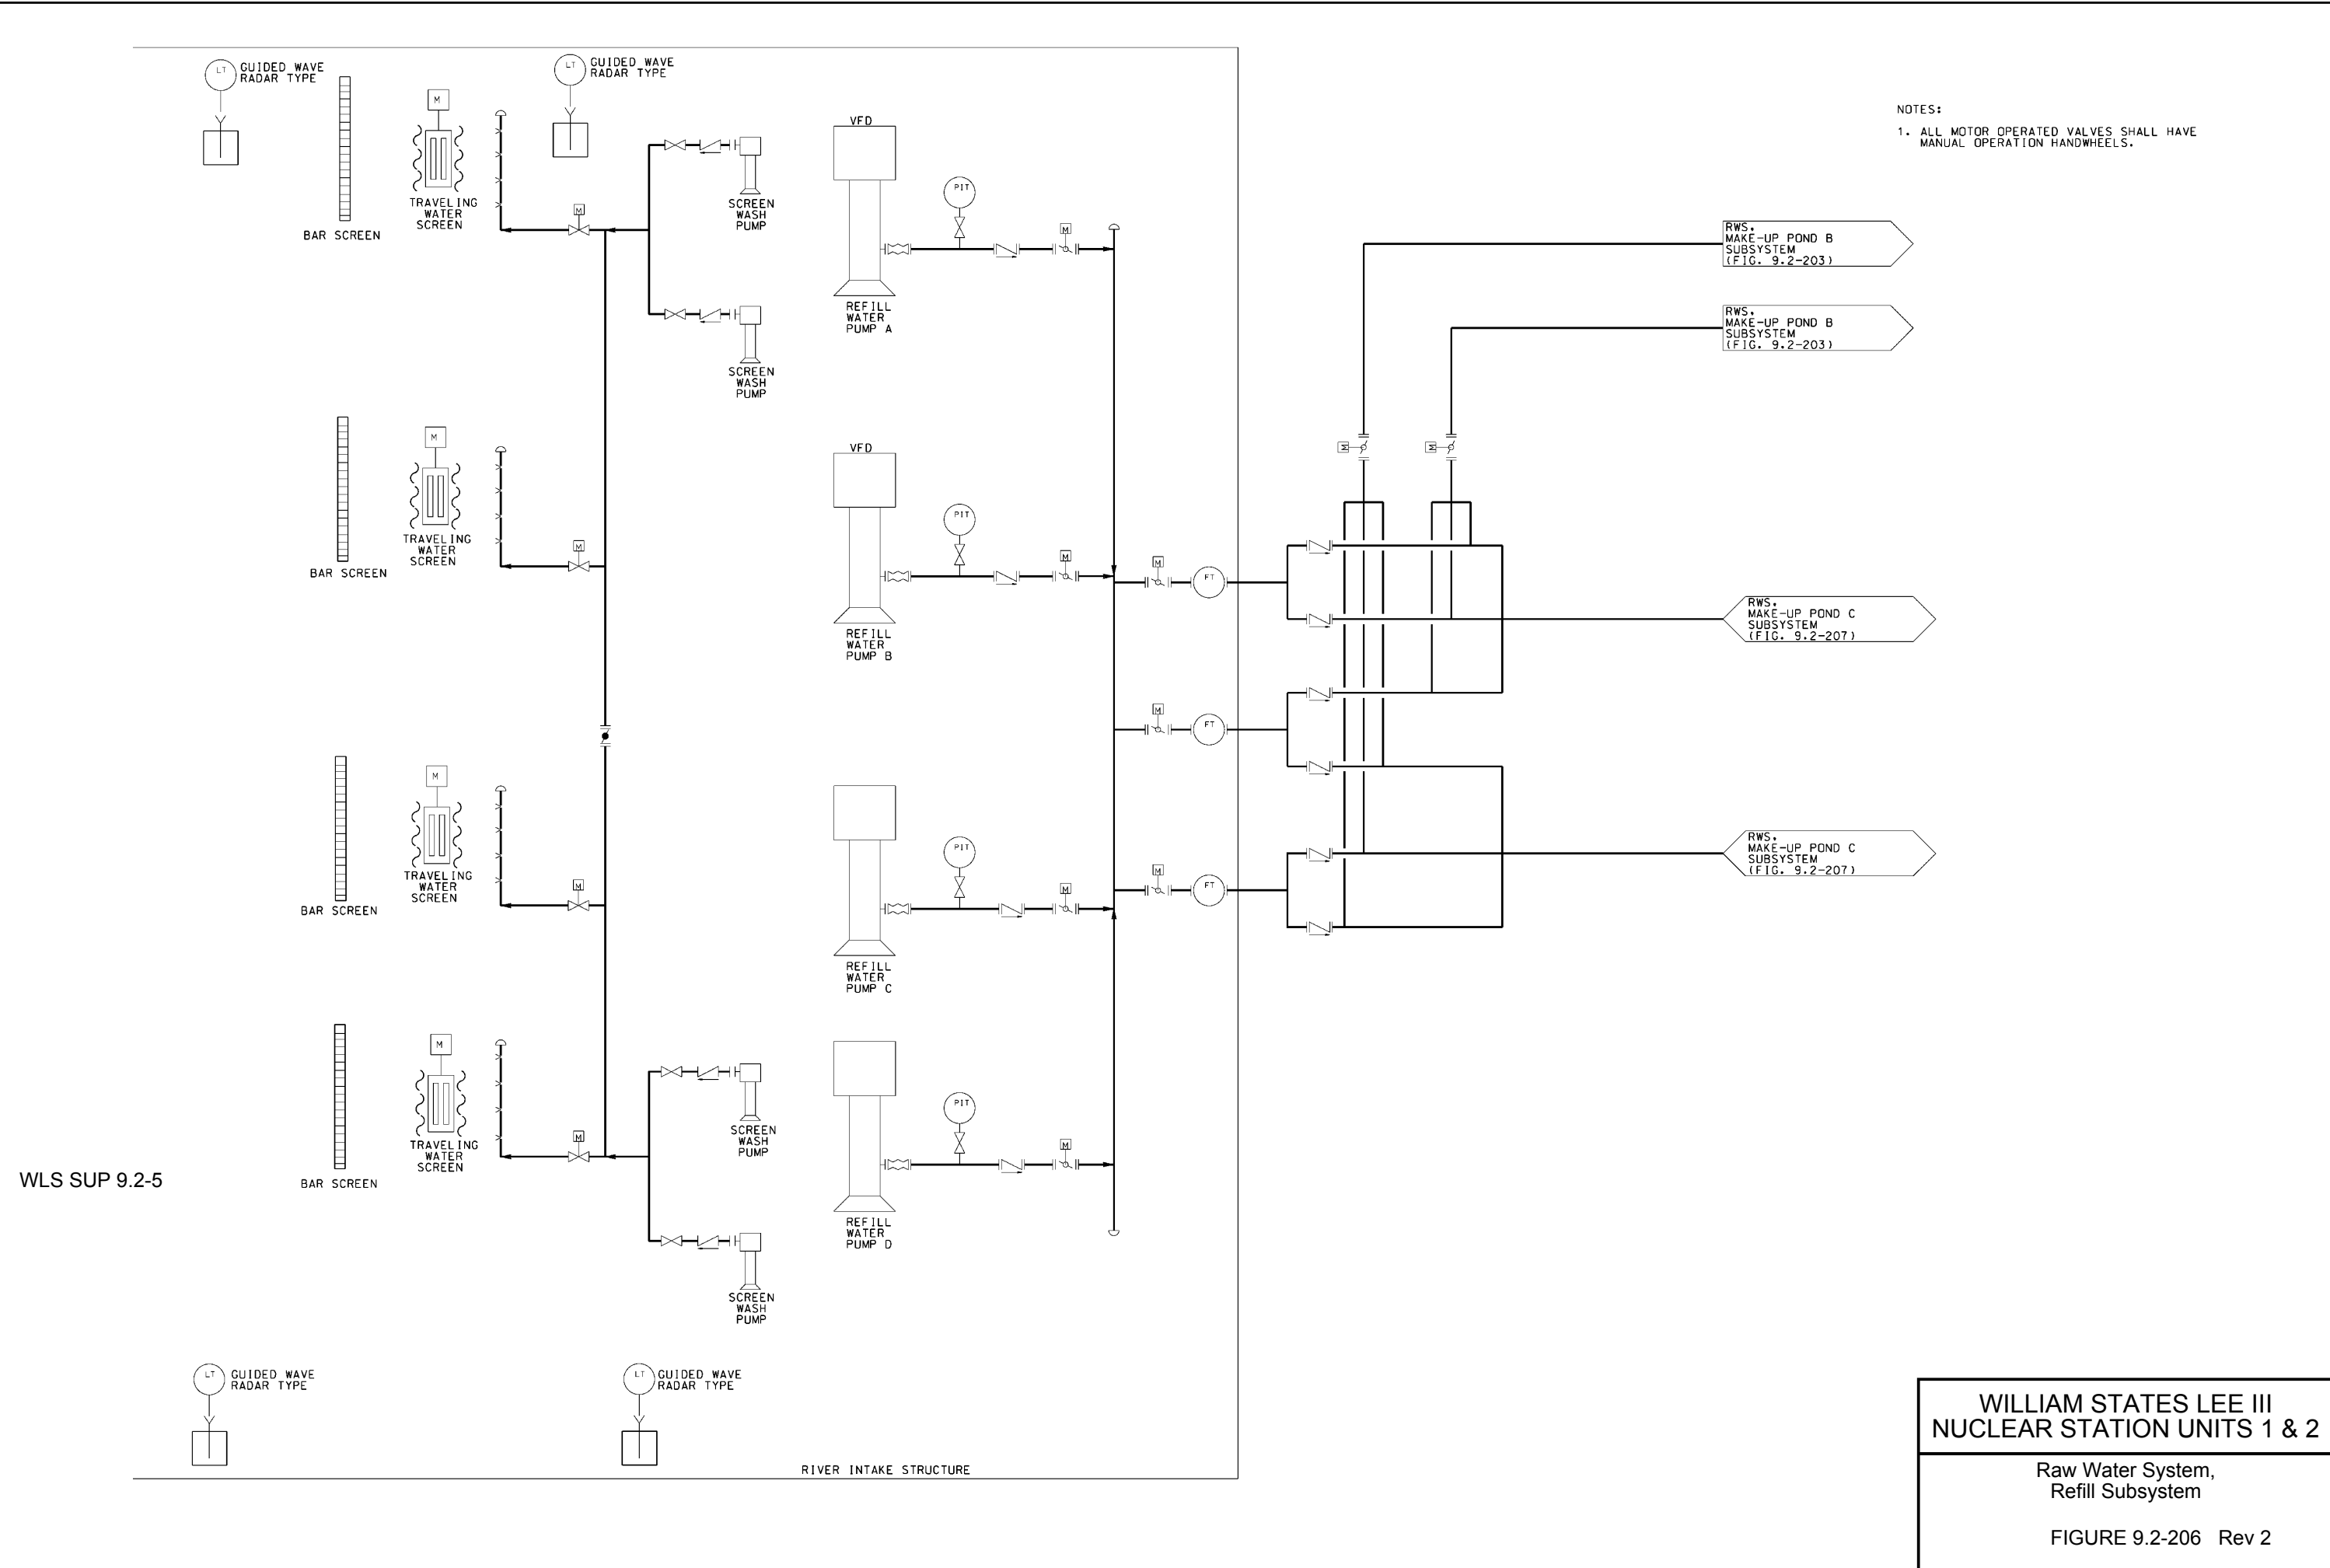 LT
GUIDED WAVE
RADAR TYPE
LT
GUIDED WAVE
RADAR TYPE
NOTES:
1. ALL MOTOR OPERATED VALVES SHALL HAVE
MANUAL OPERATION HANDWHEELS.
M
VFD
PIT
M
M
BAR SCREEN
TRAVELING
WATER
SCREEN
SCREEN
WASH
PUMP
REFILL
WATER
PUMP A
SCREEN
WASH
PUMP
RWS.
MAKE-UP POND B
SUBSYSTEM
(FIG. 9.2-203)
RWS.
MAKE-UP POND B
SUBSYSTEM
(FIG. 9.2-203)
M
VFD
M
M
PIT
M
M
M
FT
BAR SCREEN
TRAVELING
WATER
SCREEN
REFILL
WATER
PUMP B
RWS.
MAKE-UP POND C
SUBSYSTEM
(FIG. 9.2-207)
M
FT
M
PIT
M
M
M
FT
BAR SCREEN
TRAVELING
WATER
SCREEN
REFILL
WATER
PUMP C
RWS.
MAKE-UP POND C
SUBSYSTEM
(FIG. 9.2-207)
M
PIT
M
M
BAR SCREEN
TRAVELING
WATER
SCREEN
SCREEN
WASH
PUMP
REFILL
WATER
PUMP D
SCREEN
WASH
PUMP
WLS SUP 9.2-5
LT
GUIDED WAVE
RADAR TYPE
LT
GUIDED WAVE
RADAR TYPE
RIVER INTAKE STRUCTURE
WILLIAM STATES LEE III
NUCLEAR STATION UNITS 1 & 2
Raw Water System,
Refill Subsystem
FIGURE 9.2-206 Rev 2